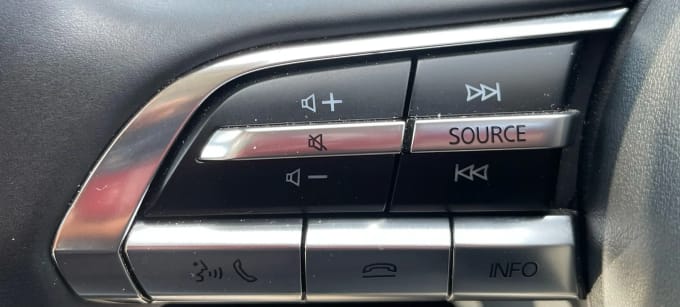 +
SOURCE
-
INFO